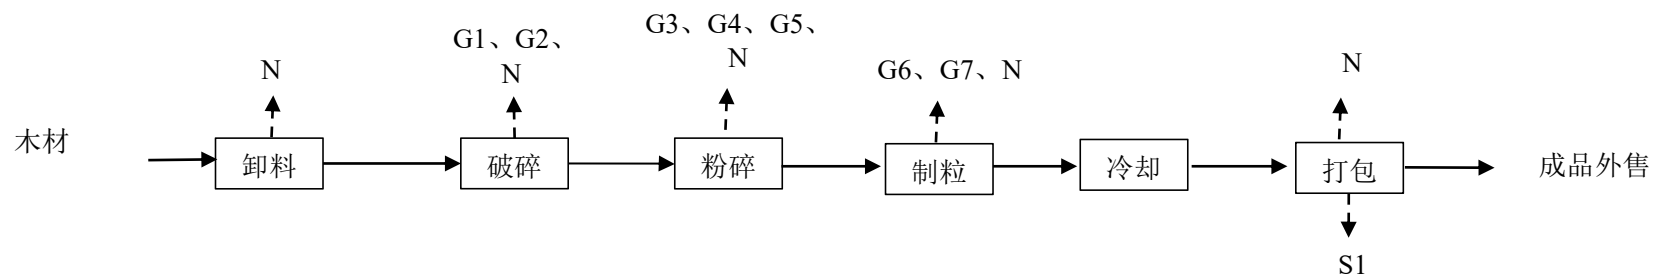 G3、G4、G5、
N
G1、G2、
N
N
G6、G7、N
N
木材
卸料
破碎
粉碎
制粒
冷却
打包
成品外售
S1